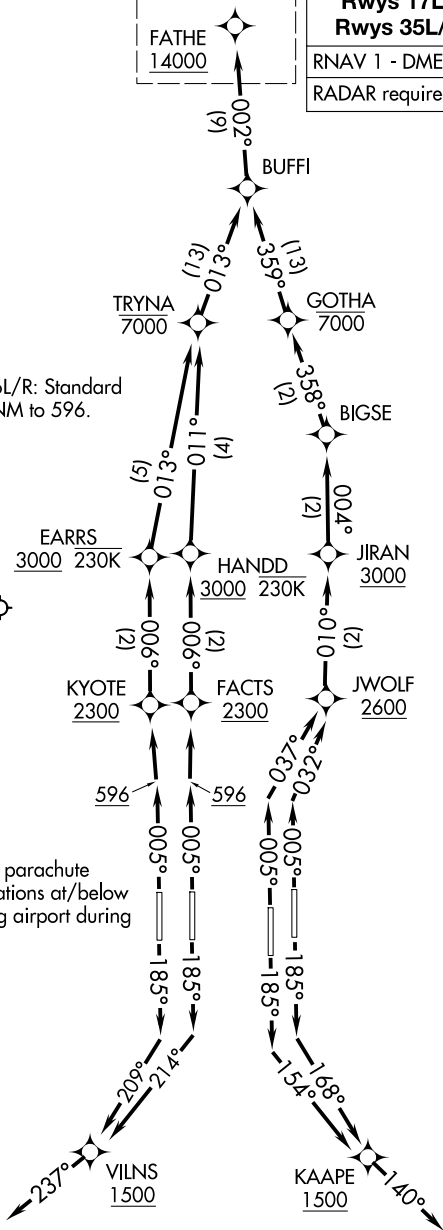 Rwys 17L
Rwys 35L/
RNAV 1 - DME
RADAR require
FATHE
14000
002°
(9)
BUFFI
(13)
013°
(13)
359°
TRYNA
7000
GOTHA
7000
6L/R: Standard
NM to 596.
358°
(2)
BIGSE
013°
(5)
011°
(4)
004°
(2)
EARRS
3000 230K
HANDD
3000 230K
JIRAN
3000
006°
(2)
006°
(2)
010°
(2)
KYOTE
2300
FACTS
2300
JWOLF
2600
037°
032°
596
596
005°
005°
005°
005°
parachute
ations at/below
g airport during
185°
185°
185°
185°
209°
214°
154°
168°
237°
VILNS
1500
KAAPE
1500
140°